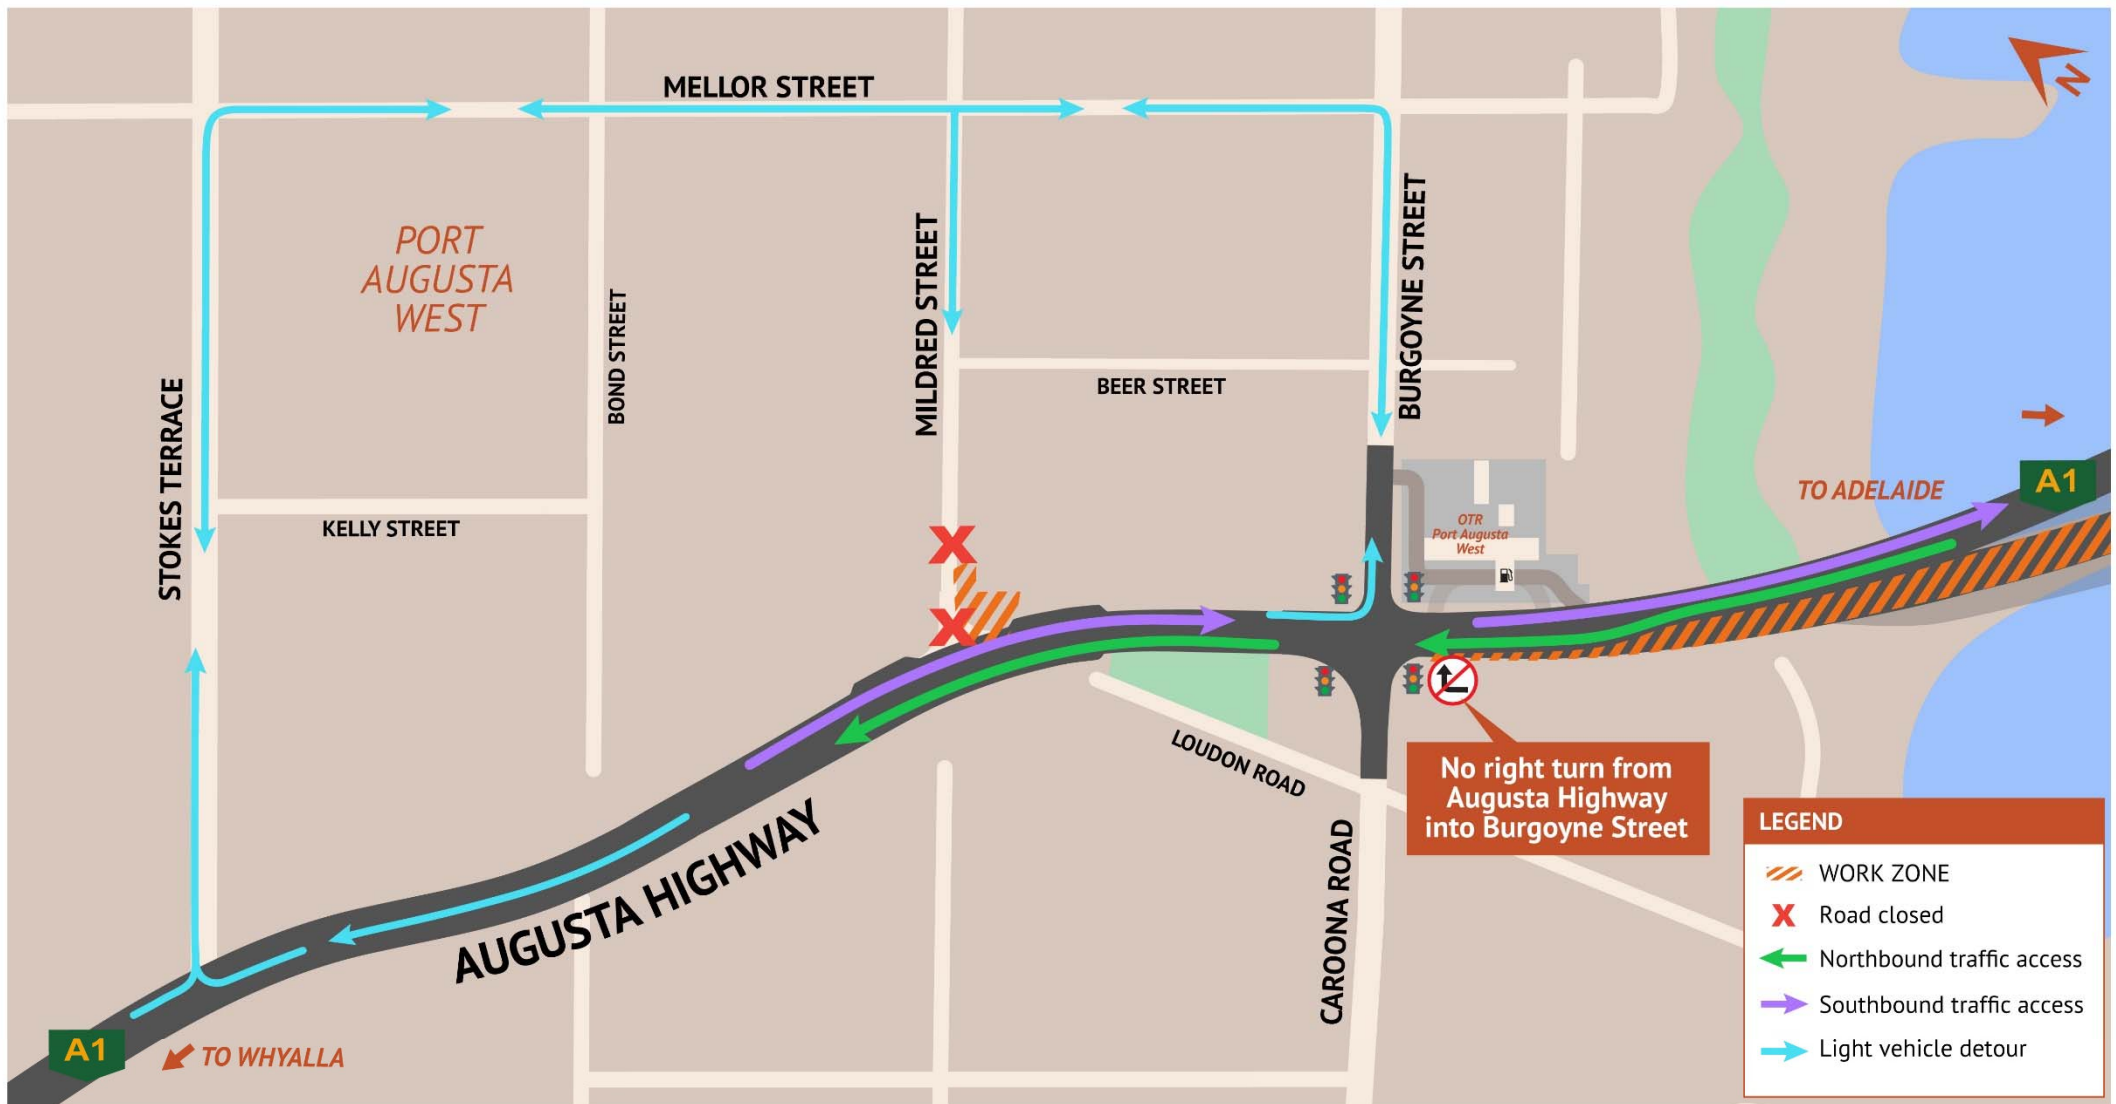 MELLOR STREET
N
PORT
AUGUSTA
WEST
STOKES TERRACE
BOND STREET
MILDRED STREET
BURGOYNE STREET
BEER STREET
KELLY STREET
X
X
OTR
Port Augusta
West
TO ADELAIDE
A1
LOUDON ROAD
AUGUSTA HIGHWAY
CAROONA ROAD
No right turn from
Augusta Highway
into Burgoyne Street
A1
TO WHYALLA
LEGEND
WORK ZONE
X Road closed
Northbound traffic access
Southbound traffic access
Light vehicle detour